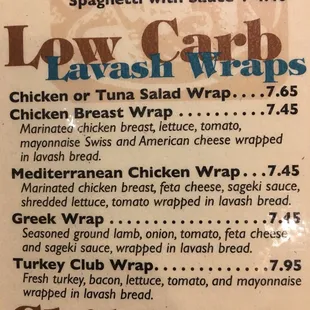 Spaghetti with Sauce
Low Carb
Lavash Wraps
Chicken or Tuna Salad Wrap....7.65
Chicken Breast Wrap ..............7.45
Marinated chicken breast, lettuce, tomato,
mayonnaise Swiss and American cheese wrapped
in lavash bread.
Mediterranean Chicken Wrap ....7.45
Marinated chicken breast, feta cheese, sageki sauce,
shredded lettuce, tomato wrapped in lavash bread.
Greek Wrap .........................7.45
Seasoned ground lamb, onion, tomato, feta cheese
and sageki sauce, wrapped in lavash bread.
Turkey Club Wrap..................7.95
Fresh turkey, bacon, lettuce, tomato, and mayonnaise
wrapped in lavash bread.